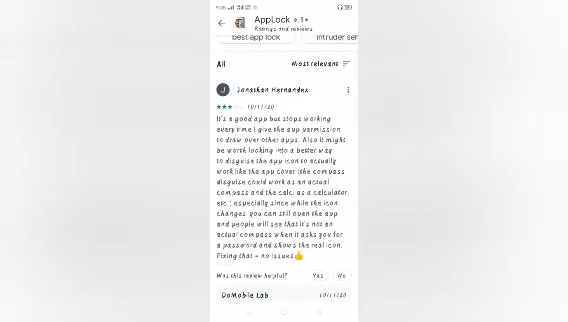 AppLock 4.3★
Ratings and reviews
best app lock
intruder self
All
Most relevant
J
Jonathan Hernandez
10/11/20
It's a good app but stops working
every time I give the app permission
to draw over other apps. Also it might
be worth looking into a better way
to disguise the app icon to actually
work like the app cover (the compass
disguise could work as an actual
compass and the calc. as a calculator,
etc.) especially since while the icon
changes, you can still open the app
and people will see that it's not an
actual compass when it asks you for
a password and shows the real icon.
Fixing that = no issues👍
Was this review helpful?
Yes
No
DoMobile Lab
10/11/20